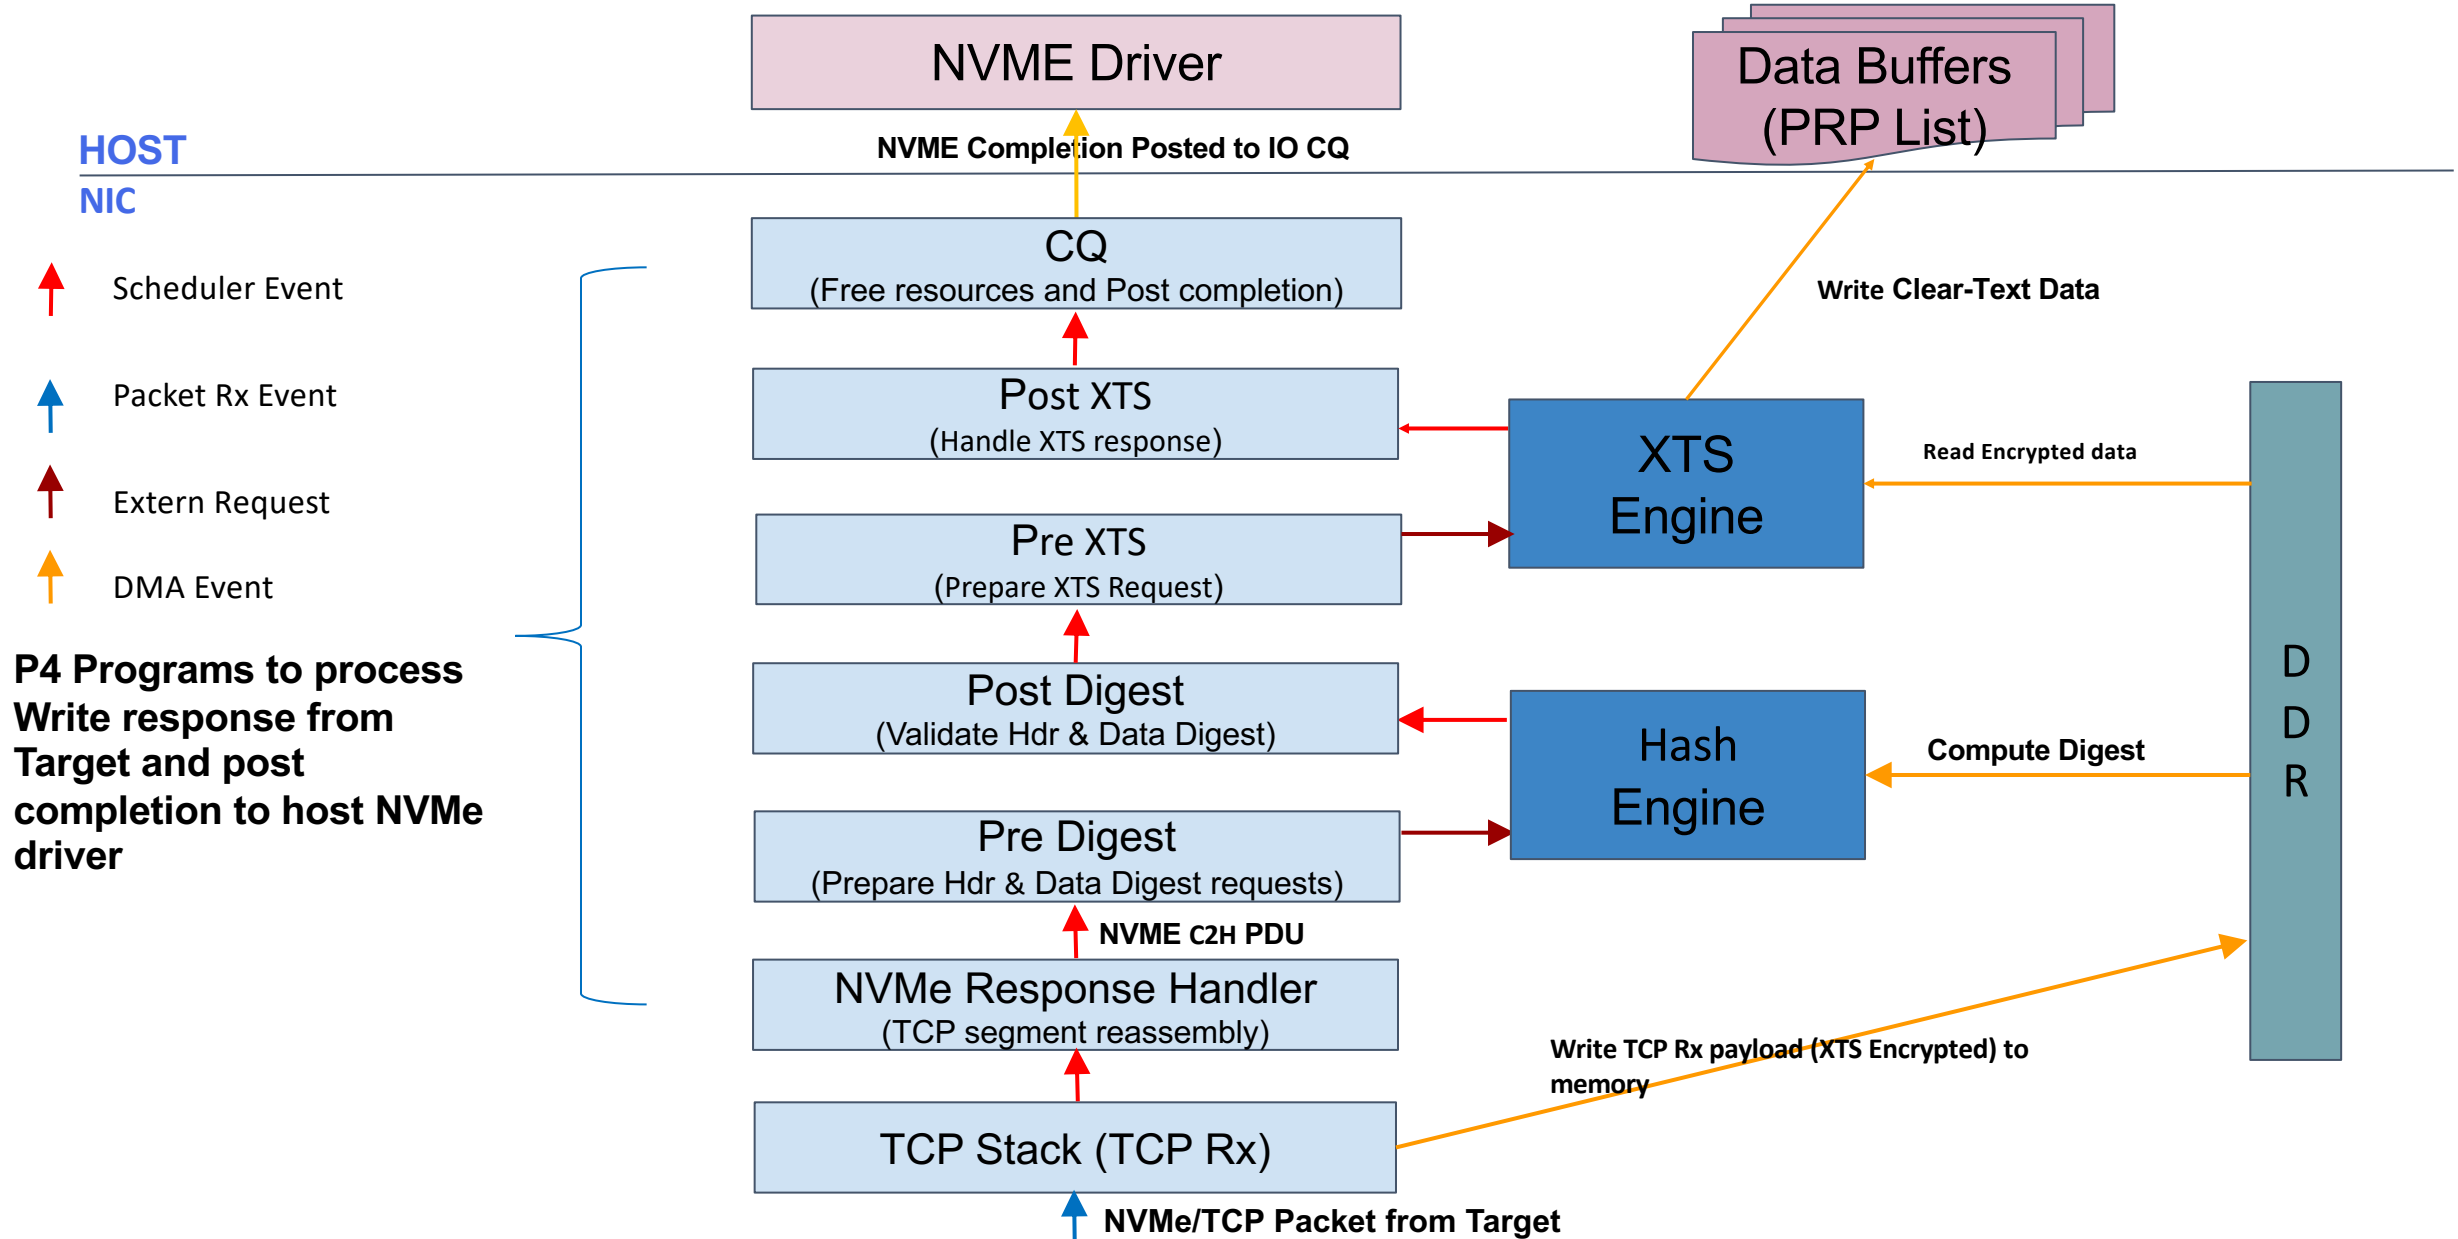 NVME Driver
Data Buffers
(PRP List)
HOST
NVME Completion Posted to IO CQ
NIC
CQ
(Free resources and Post completion)
Scheduler Event
Write Clear-Text Data
Packet Rx Event
Post XTS
(Handle XTS response)
XTS
Engine
Read Encrypted data
Extern Request
Pre XTS
(Prepare XTS Request)
DMA Event
P4 Programs to process
Write response from
Target and post
completion to host NVMe
driver
Post Digest
(Validate Hdr & Data Digest)
Hash
Engine
Compute Digest
D
D
R
Pre Digest
(Prepare Hdr & Data Digest requests)
NVME C2H PDU
NVMe Response Handler
(TCP segment reassembly)
Write TCP Rx payload (XTS Encrypted) to
memory
TCP Stack (TCP Rx)
NVMe/TCP Packet from Target